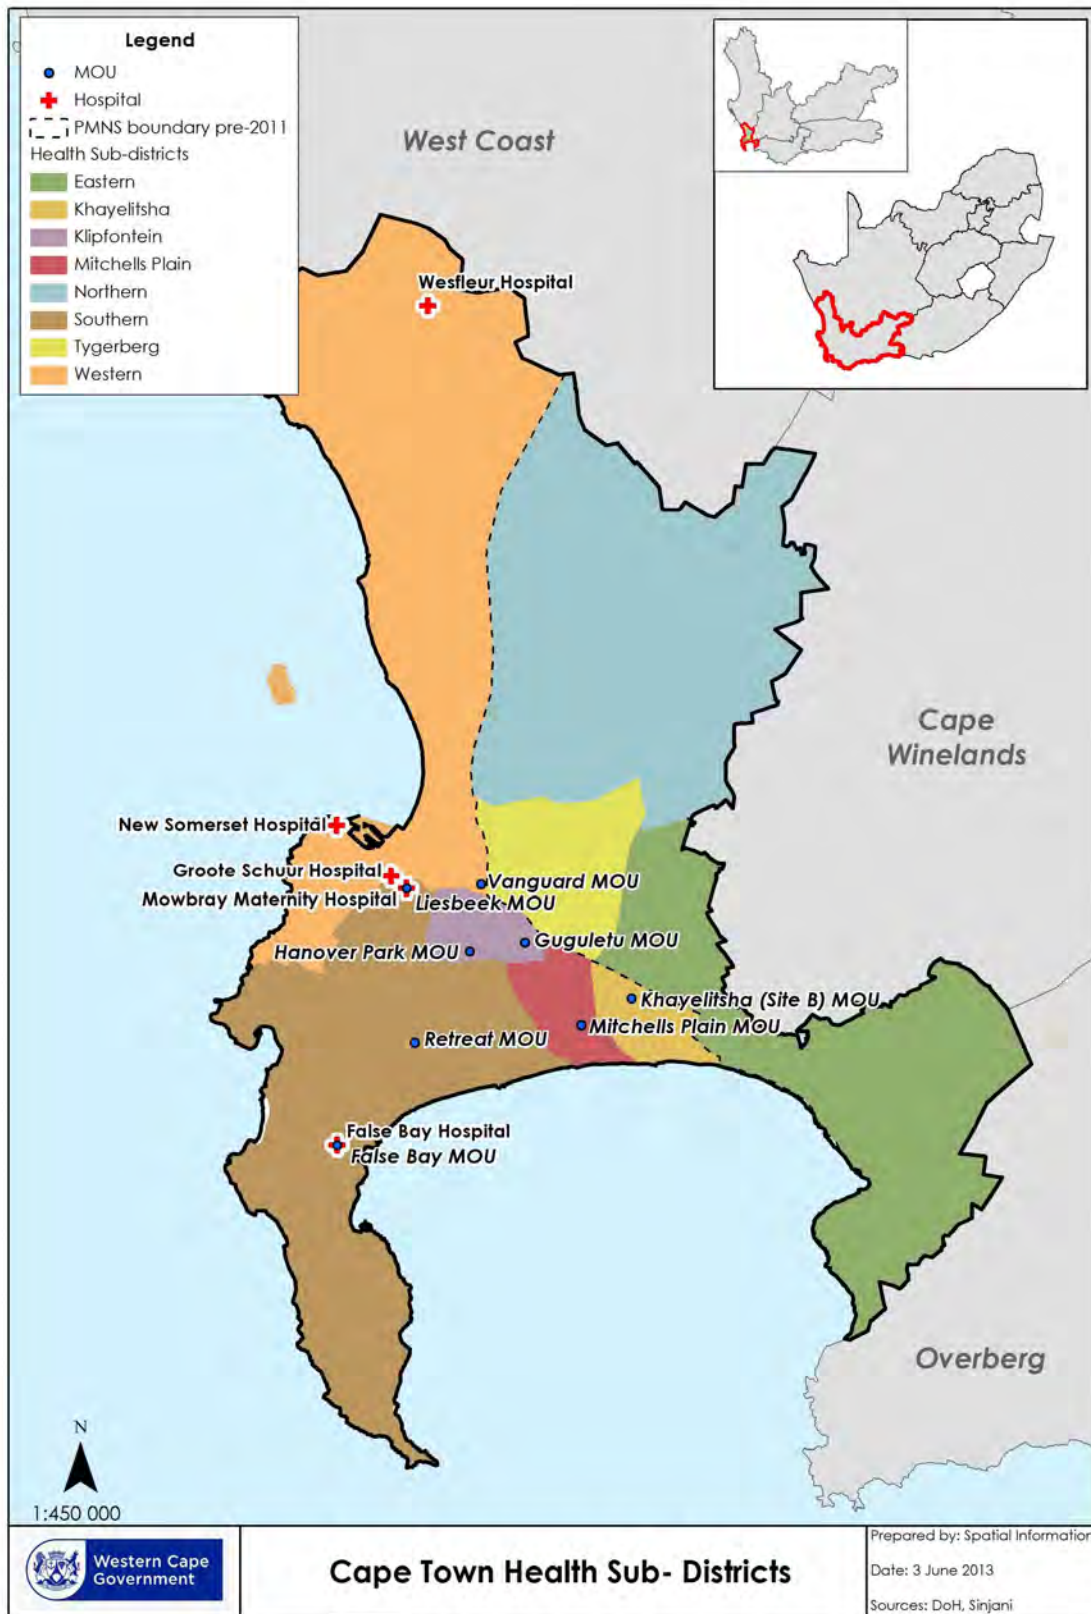 Legend
MOU
Hospital
PMNS boundary pre-2011
Health Sub-districts
Eastern
Khayelitsha
Klipfontein
Mitchells Plain
Northern
Southern
Tygerberg
Western
West Coast
Wesfleur Hospital
Cape
Winelands
New Somerset Hospital
Groote Schuur Hospital
Mowbray Maternity Hospital
Liesbeek MOU
Vanguard MOU
Hanover Park MOU
Guguletu MOU
Khayelitsha (Site B) MOU
Mitchells Plain MOU
Retreat MOU
False Bay Hospital
False Bay MOU
Overberg
N
1:450 000
Western Cape
Government
Cape Town Health Sub- Districts
Prepared by: Spatial Information
Date: 3 June 2013
Sources: DoH, Sinjani